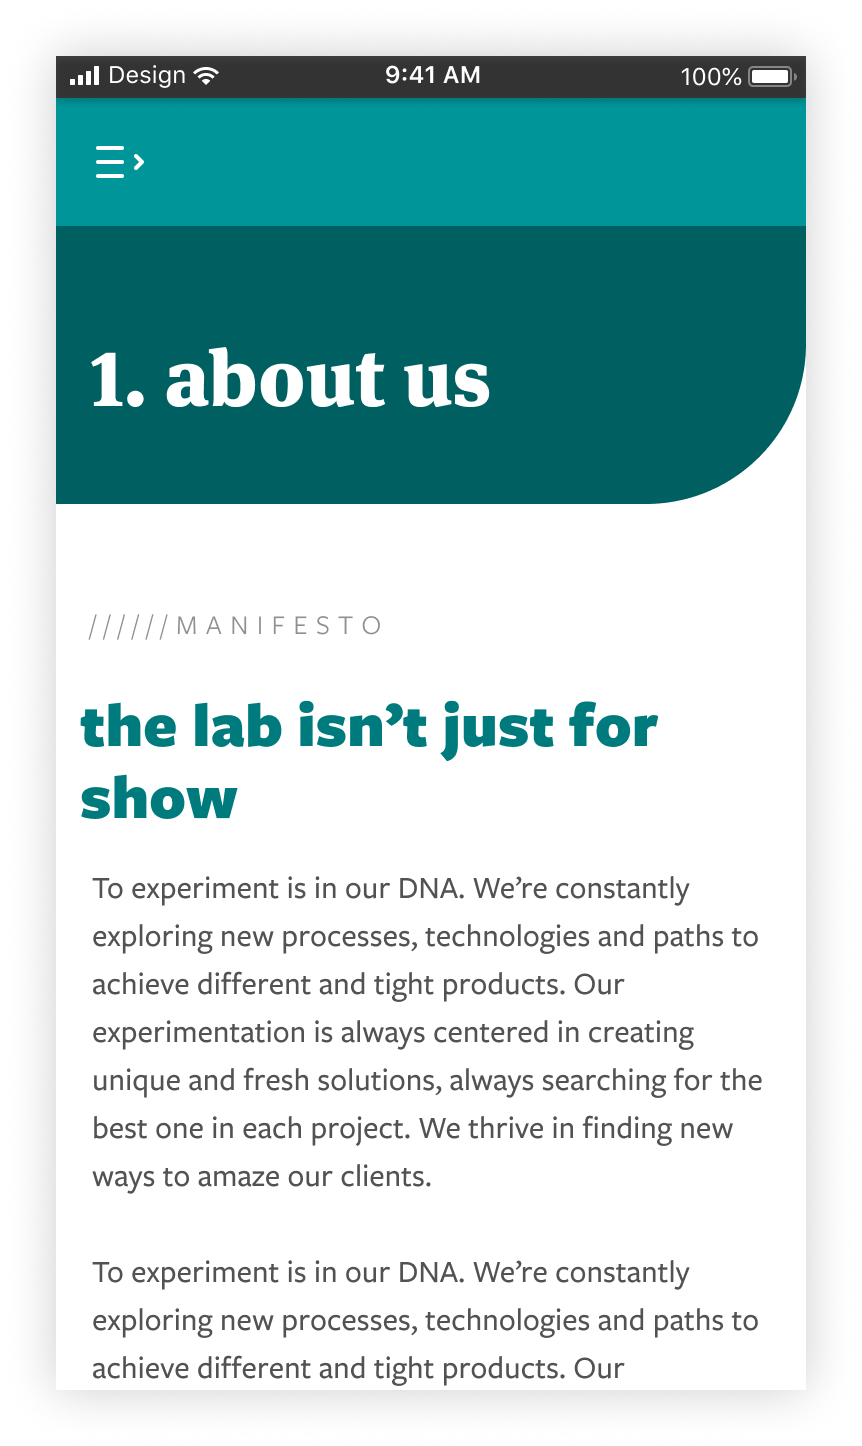 Design
9:41 AM
100%
1. about us
//////MANIFESTO
the lab isn’t just for
show
To experiment is in our DNA. We’re constantly
exploring new processes, technologies and paths to
achieve different and tight products. Our
experimentation is always centered in creating
unique and fresh solutions, always searching for the
best one in each project. We thrive in finding new
ways to amaze our clients.
To experiment is in our DNA. We’re constantly
exploring new processes, technologies and paths to
achieve different and tight products. Our